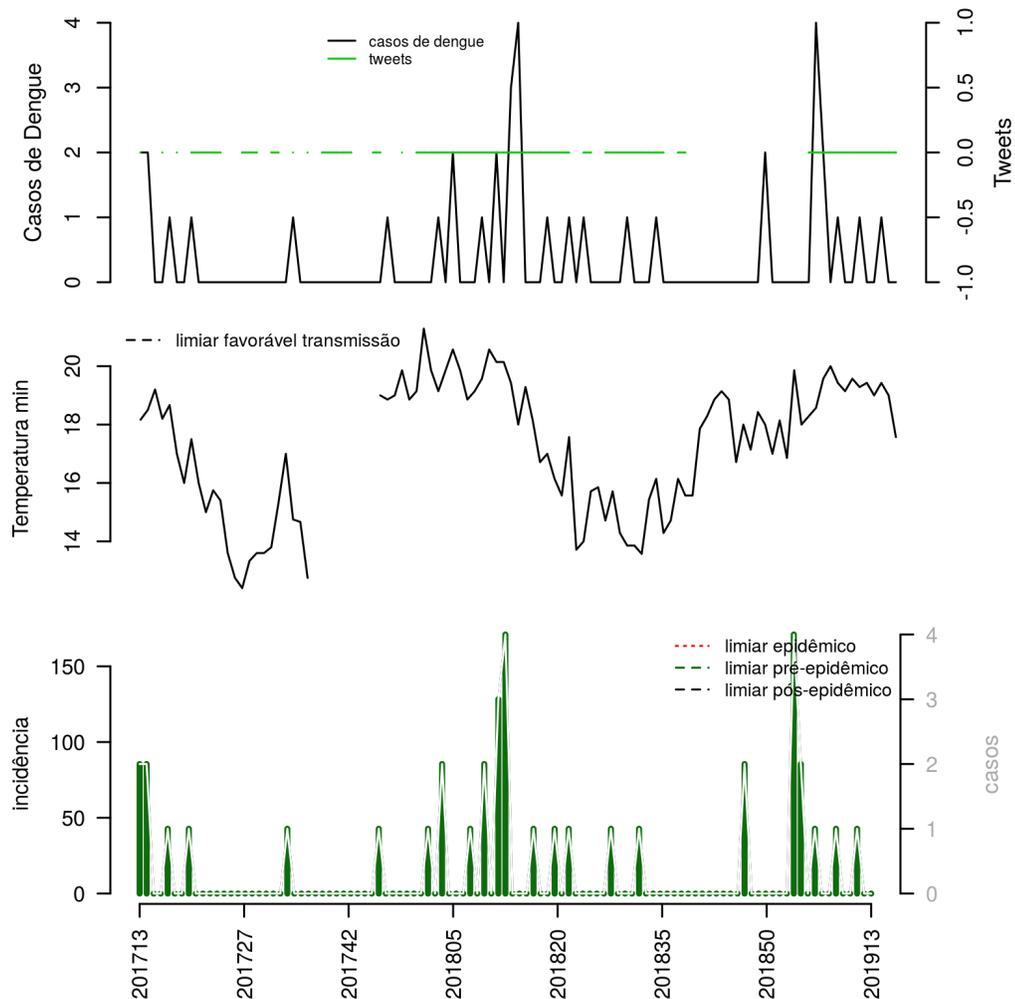 casos de dengue
tweets
Casos de Dengue
0
1
2
3
4
Tweets
-1.0
-0.5
0.0
0.5
1.0
limiar favorável transmissão
Temperatura min
14
16
18
20
limiar epidêmico
limiar pré-epidêmico
limiar pós-epidêmico
incidência
0
50
100
150
casos
0
1
2
3
4
201713
201727
201742
201805
201820
201835
201850
201913